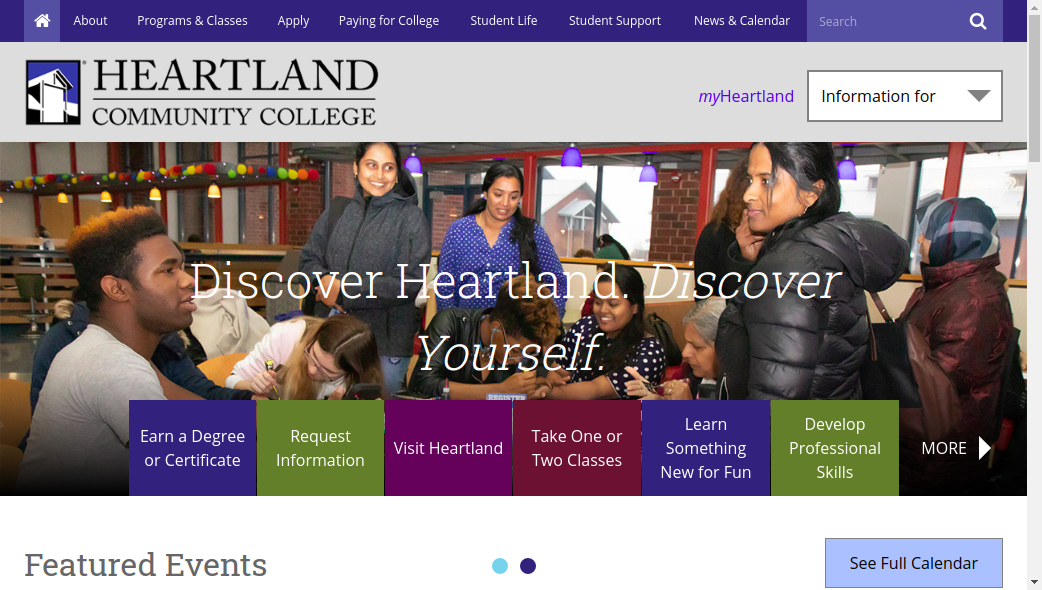 About Programs & Classes Apply Paying for College Student Life Student Support News & Calendar Search
HEARTLAND
COMMUNITY COLLEGE
myHeartland Information for
Discover Heartland. Discover
Yourself.
REGISTER
Earn a Degree
or Certificate
Request
Information
Visit Heartland
Take One or
Two Classes
Learn
Something
New for Fun
Develop
Professional
Skills
MORE
Featured Events
See Full Calendar